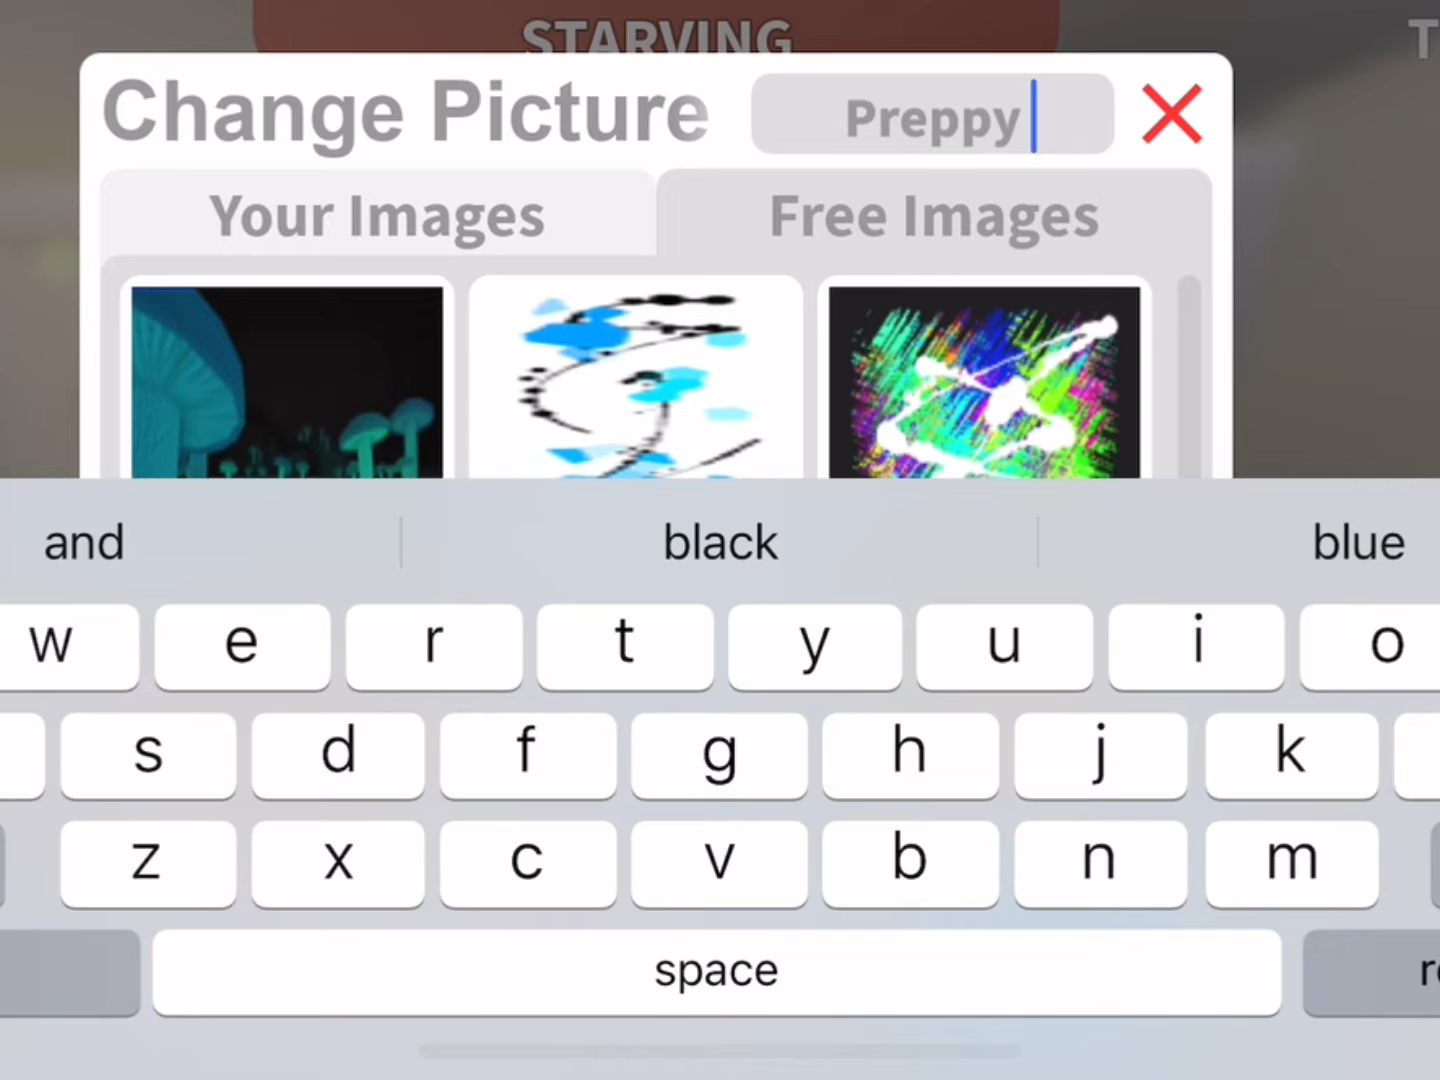 STARVING
T
Change Picture
Preppy
Your Images
Free Images
and
black
blue
w e r t y u i o
s d f g h j k
z x c v b n m
space